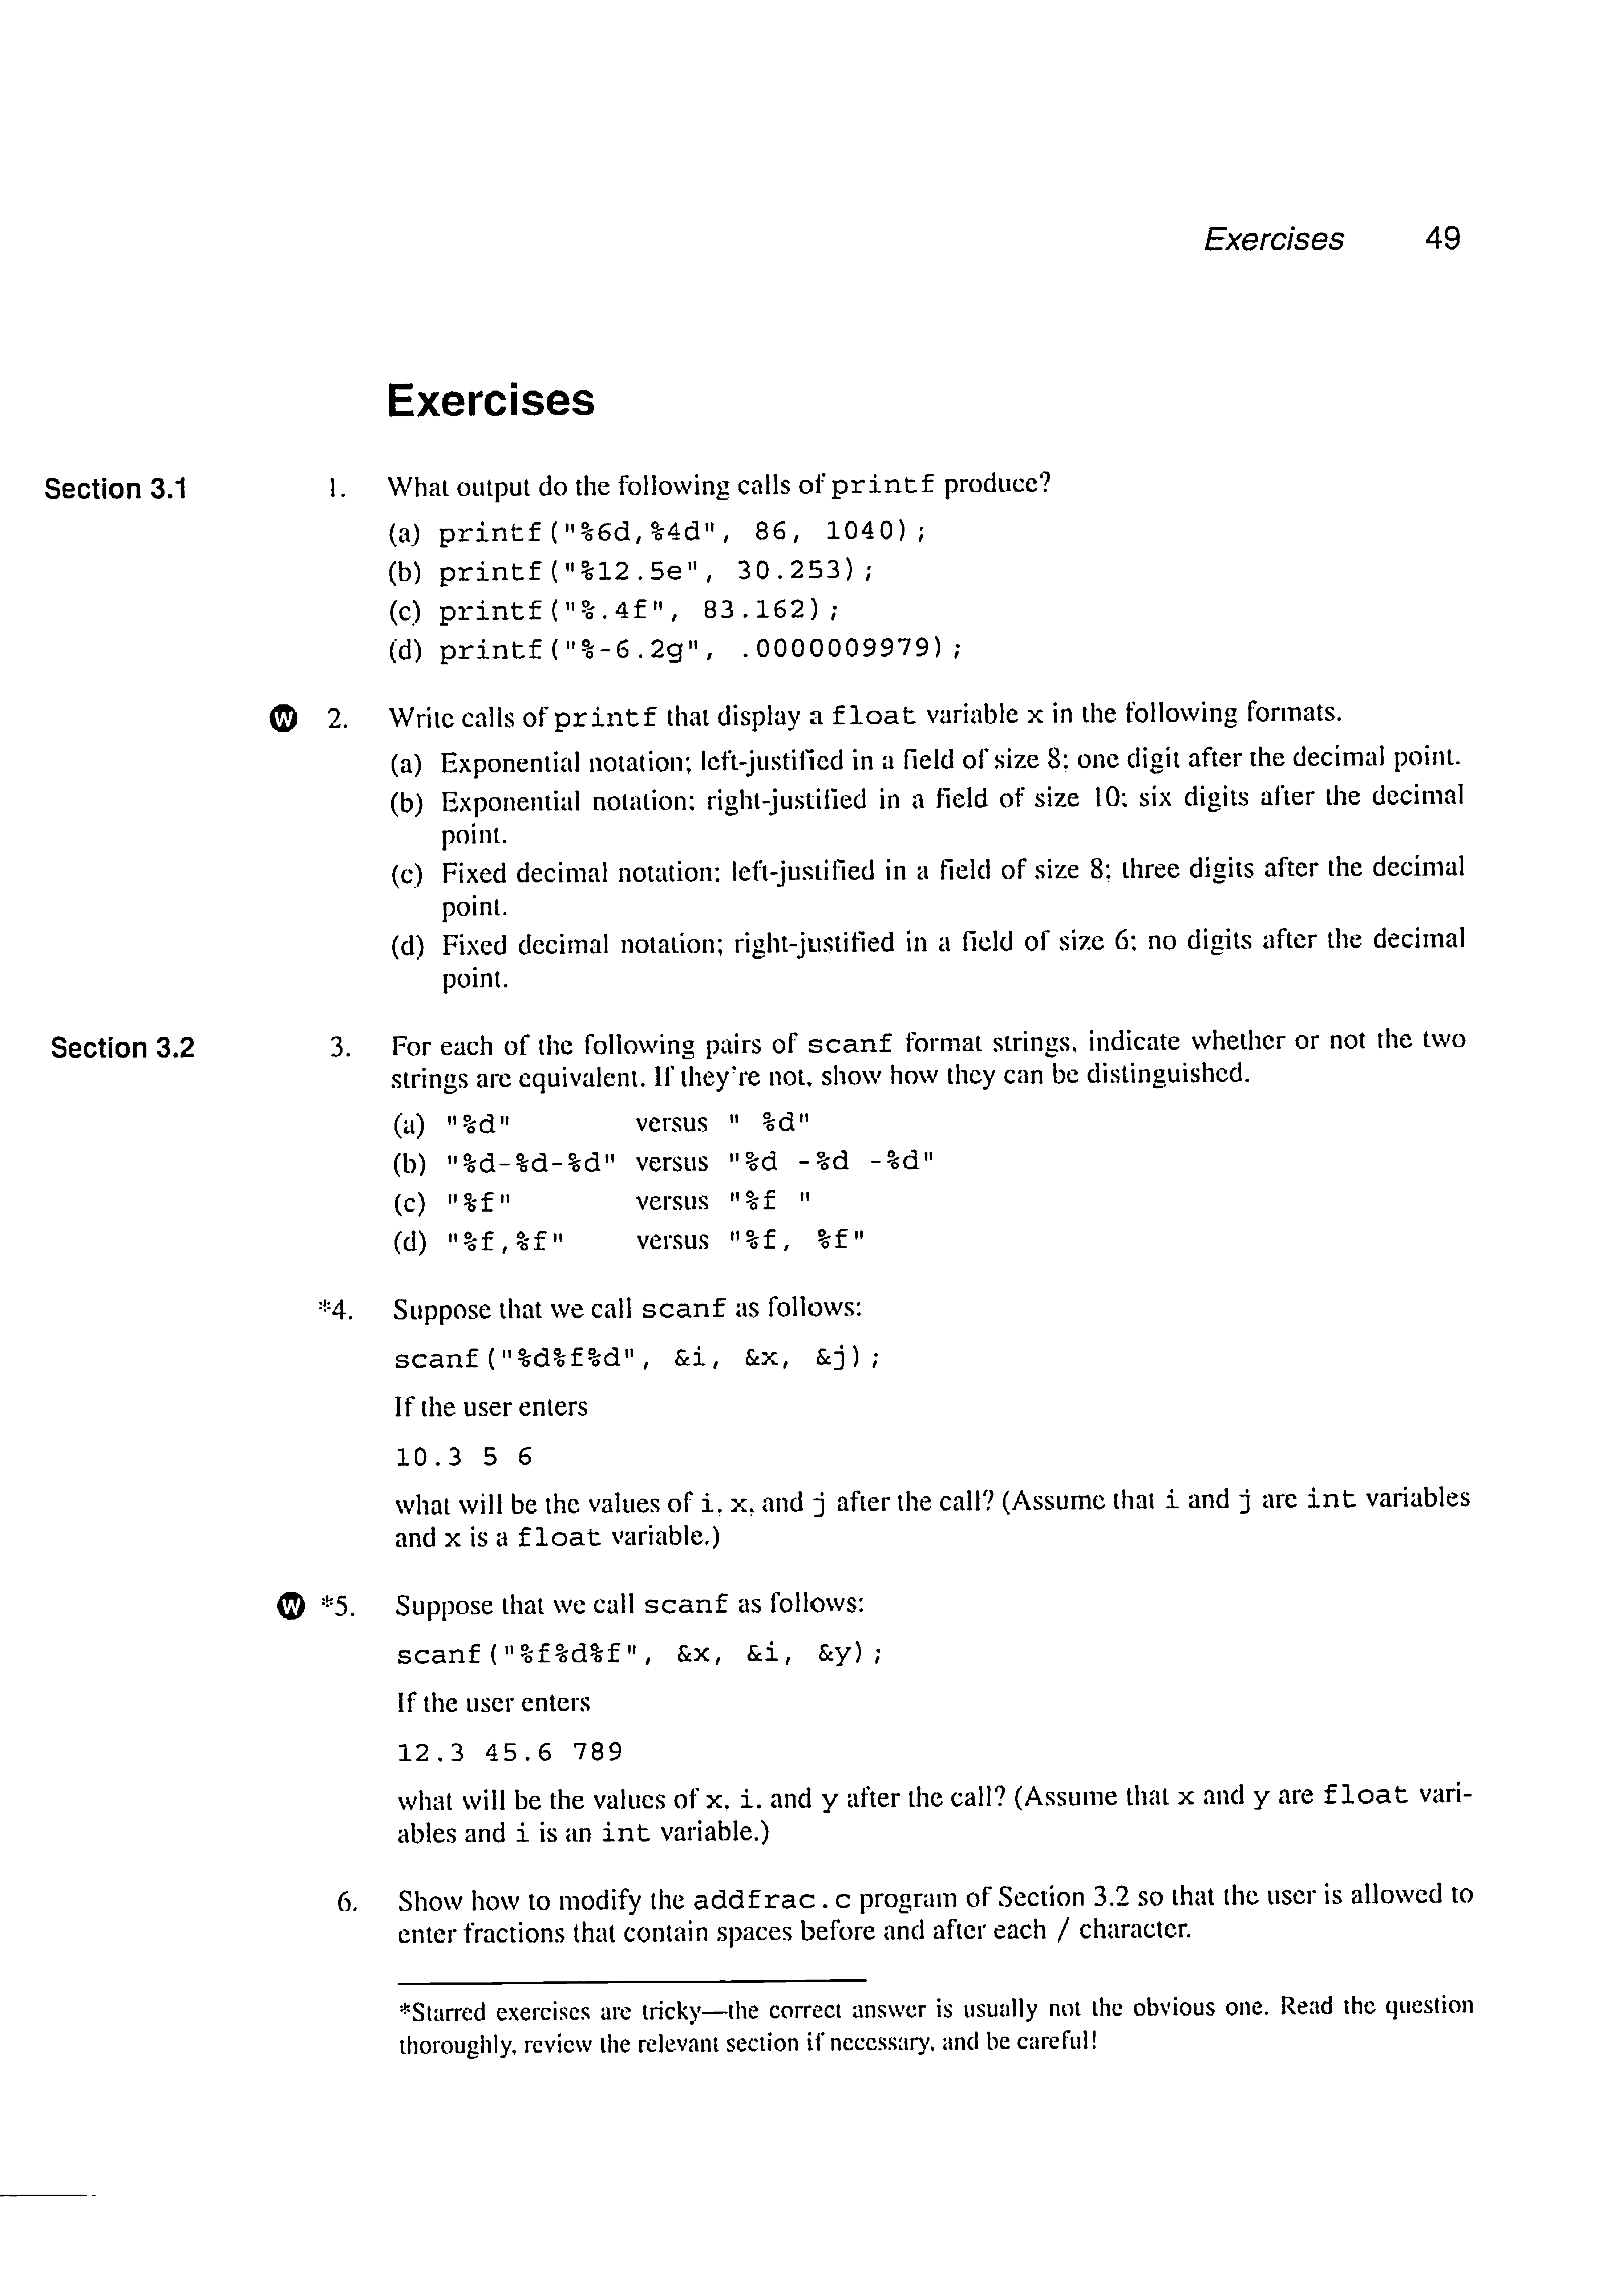 Exercises 49
Exercises
Section 3.1 1. What output do the following calls of printf produce?
(a) printf("%6d,%4d", 86, 1040);
(b) printf("%12.5e", 30.253);
(c) printf("%.4f", 83.162);
(d) printf("%-6.2g", .0000009979);
W 2. Write calls of printf that display a float variable x in the following formats.
(a) Exponential notation; left-justified in a field of size 8; one digit after the decimal point.
(b) Exponential notation; right-justified in a field of size 10; six digits after the decimal
point.
(c) Fixed decimal notation; left-justified in a field of size 8; three digits after the decimal
point.
(d) Fixed decimal notation; right-justified in a field of size 6; no digits after the decimal
point.
Section 3.2 3. For each of the following pairs of scanf format strings, indicate whether or not the two
strings are equivalent. If they're not, show how they can be distinguished.
(a) "%d" versus " %d"
(b) "%d-%d-%d" versus "%d -%d -%d"
(c) "%f" versus "%f "
(d) "%f,%f" versus "%f, %f"
*4. Suppose that we call scanf as follows:
scanf("%d%f%d", &i, &x, &j);
If the user enters
10.3 5 6
what will be the values of i, x, and j after the call? (Assume that i and j are int variables
and x is a float variable.)
W *5. Suppose that we call scanf as follows:
scanf("%f%d%f", &x, &i, &y);
If the user enters
12.3 45.6 789
what will be the values of x, i, and y after the call? (Assume that x and y are float vari-
ables and i is an int variable.)
6. Show how to modify the addfrac.c program of Section 3.2 so that the user is allowed to
enter fractions that contain spaces before and after each / character.
*Starred exercises are tricky—the correct answer is usually not the obvious one. Read the question
thoroughly, review the relevant section if necessary, and be careful!